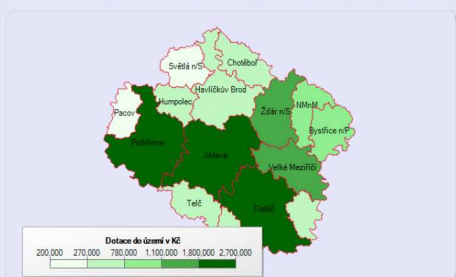 Světlá n/S
Chotěboř
Havlíčkův Brod
Humpolec
Pacov
Žďár n/S
NMnM
Bystřice n/P
Pelhřimov
Jihlava
Velké Meziříčí
Telč
Třebíč
Dotace do území v Kč
200,000 270,000 780,000 1,100,000 1,800,000 2,700,000